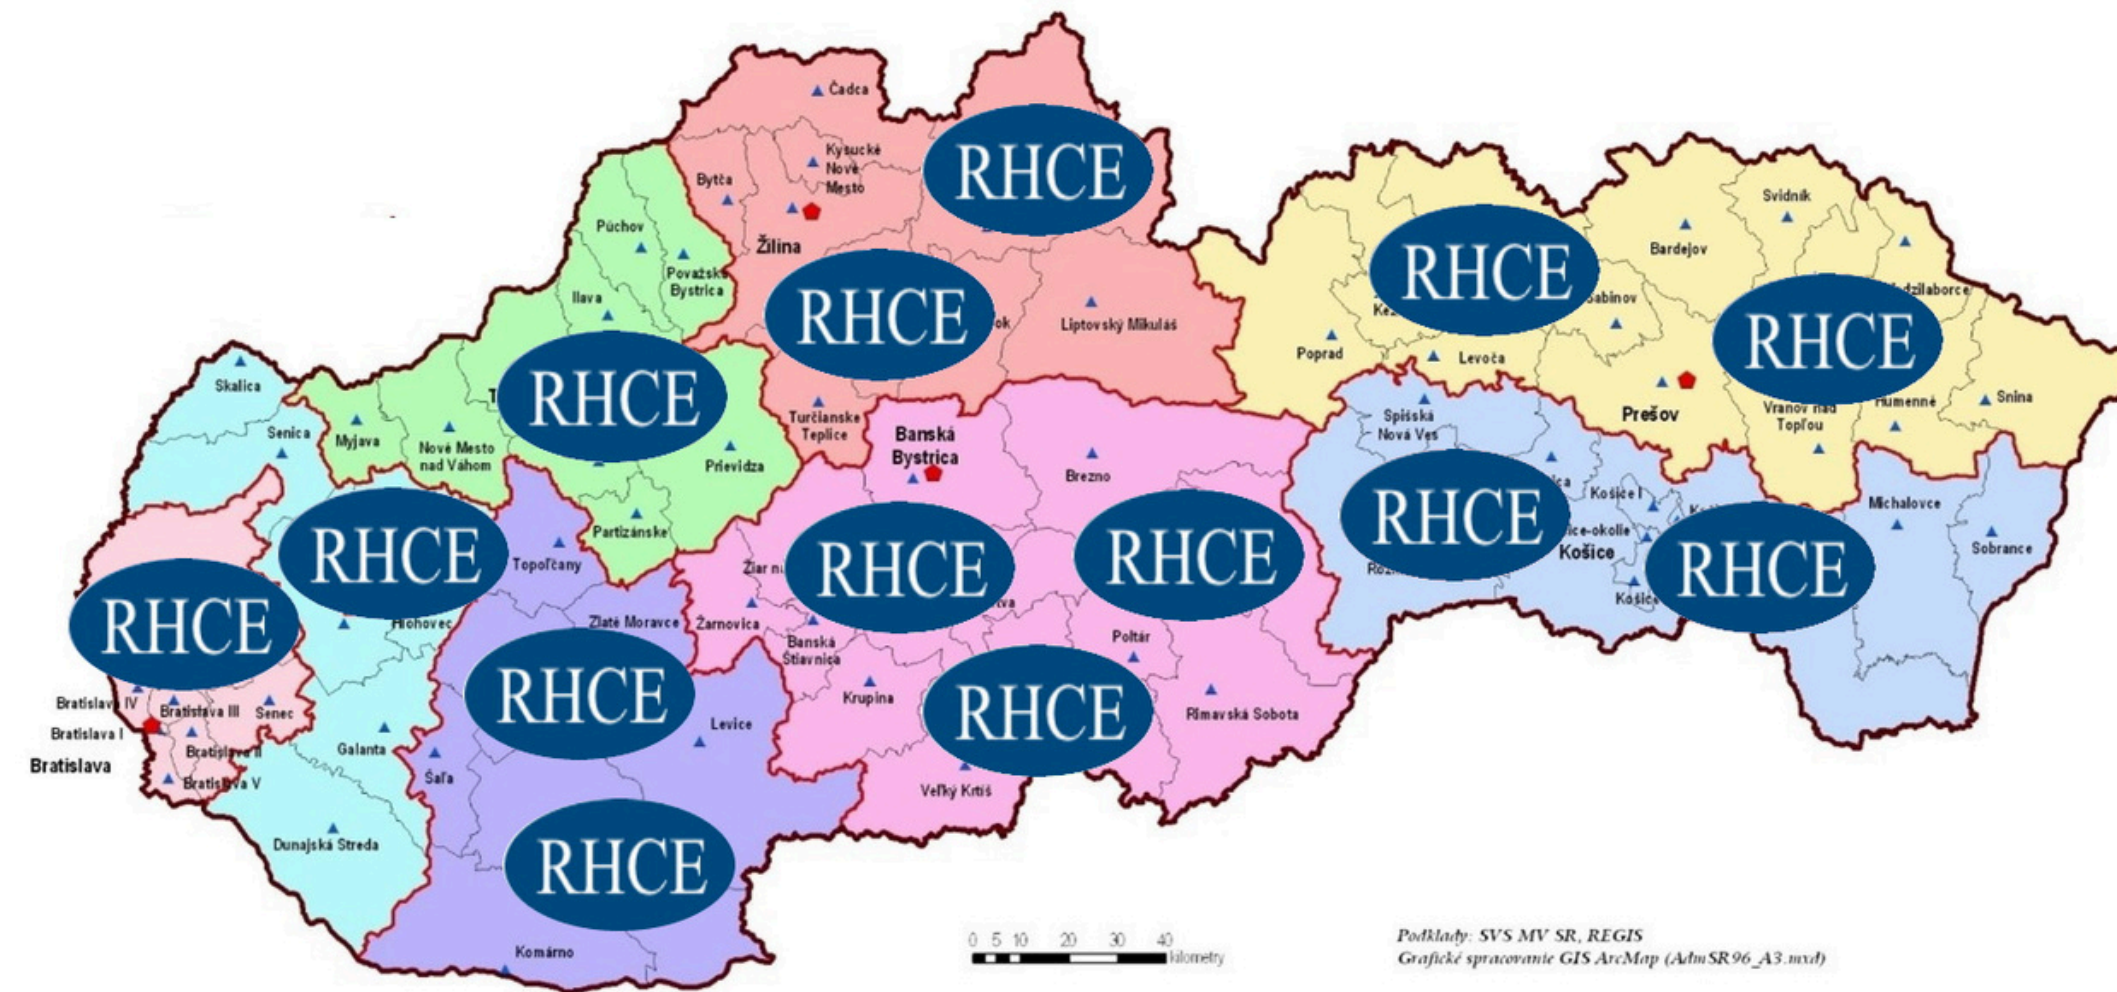 Čadca
Kysucké
Nové
Mesto
Bytča
RHCE
Žilina
Púchov
Považsk
Bystrica
Ilava
RHCE
Liptovský Mikuláš
RHCE
Svidník
Bardejov
Poprad
Levoča
RHCE
Snina
Skalica
Senica
Myjava
Nové Mesto
nad Váhom
RHCE
Prievidza
Turčianske
Teplice
Banská
Bystrica
Brezno
Spišská
Nová Ves
Prešov
Vranov nad
Topľou
Humenné
Partizánske
RHCE
Topoľčany
RHCE
RHCE
RHCE
Košice I
Košice
RHCE
Michalovce
Sobrance
RHCE
Hlohovec
Zlaté Moravce
Žarnovica
Banská
Štiavnica
Poltár
Bratislava IV
Bratislava III
Senec
Bratislava I
Bratislava II
Bratislava
Bratislava V
Galanta
Šaľa
RHCE
Levice
Krupina
RHCE
Rimavská Sobota
Veľký Krtíš
Dunajská Streda
RHCE
Komárno
0 5 10 20 30 40
kilometry
Podklady: SVS MV SR, REGIS
Grafické spracovanie GIS ArcMap (AdmSR96_A3.mxd)